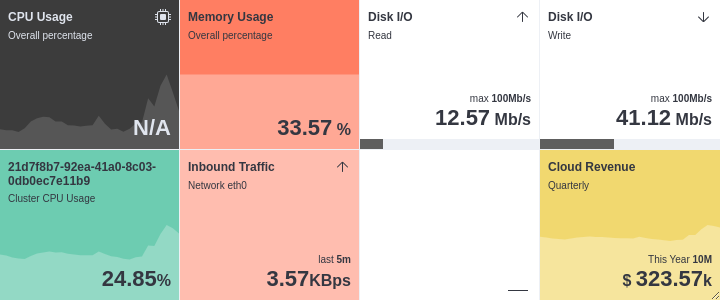 CPU Usage
Overall percentage
N/A
Memory Usage
Overall percentage
33.57 %
Disk I/O
Read
max 100Mb/s
12.57 Mb/s
Disk I/O
Write
max 100Mb/s
41.12 Mb/s
21d7f8b7-92ea-41a0-8c03-
0db0ec7e11b9
Cluster CPU Usage
24.85%
Inbound Traffic
Network eth0
last 5m
3.57KBps
Cloud Revenue
Quarterly
This Year 10M
$ 323.57k